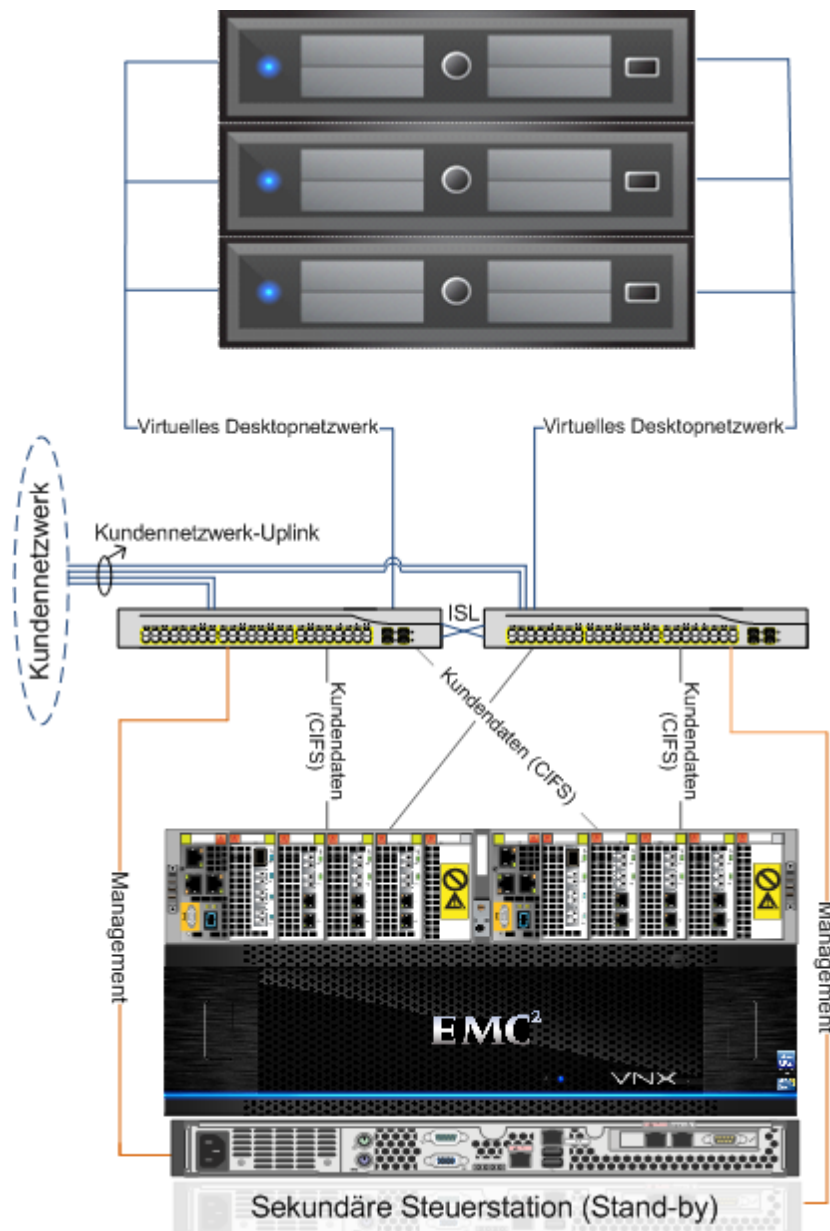 Virtuelles Desktopnetzwerk
Virtuelles Desktopnetzwerk
Kundennetzwerk
Kundennetzwerk-Uplink
ISL
Kundendaten
(CIFS)
Kundendaten (CIFS)
Kundendaten
(CIFS)
Management
Management
EMC²
VNX
Sekundäre Steuerstation (Stand-by)